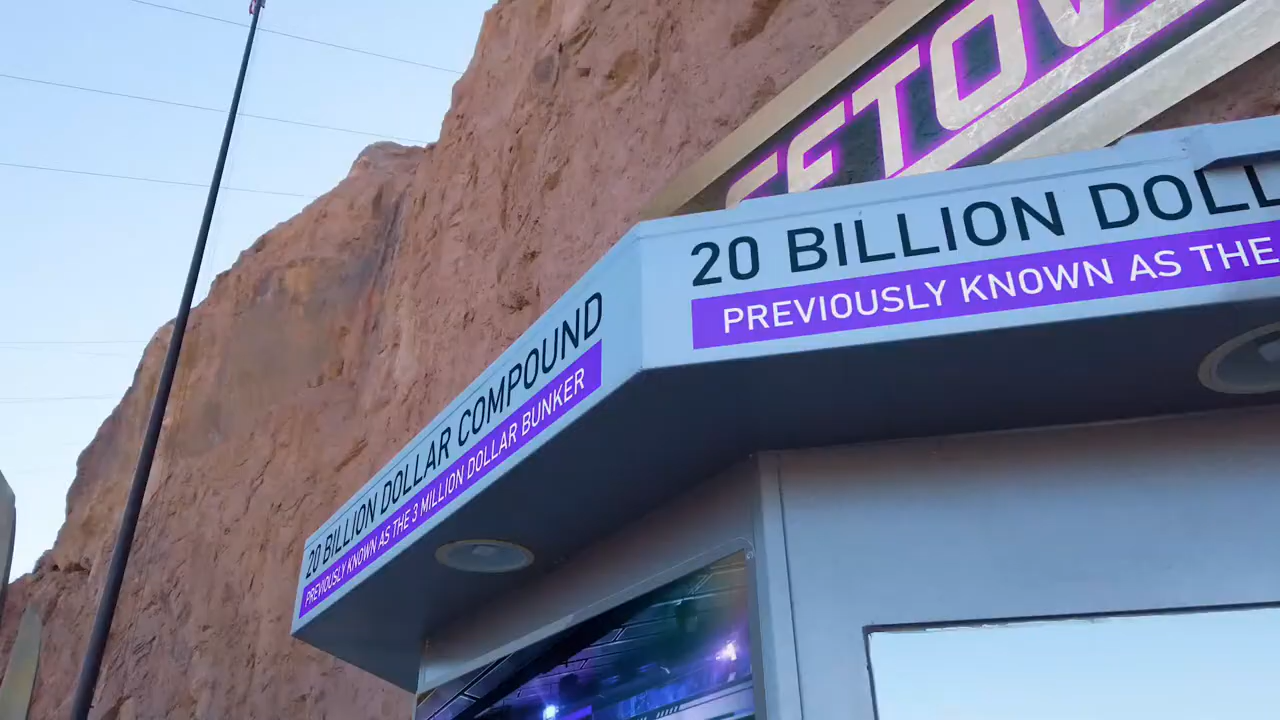 20 BILLION DOLLAR COMPOUND
PREVIOUSLY KNOWN AS THE 3 MILLION DOLLAR BUNKER
20 BILLION DOLL
PREVIOUSLY KNOWN AS THE